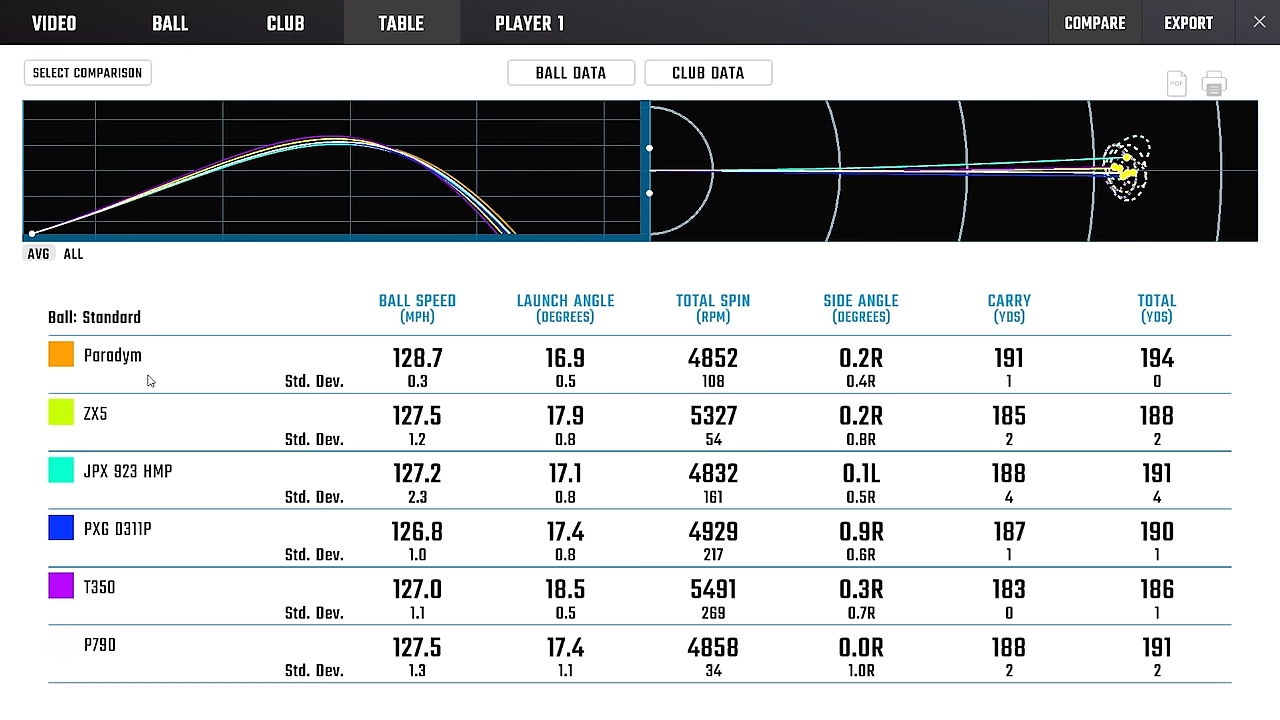 VIDEO BALL CLUB TABLE PLAYER 1 COMPARE EXPORT
SELECT COMPARISON BALL DATA CLUB DATA PDF
AVG ALL
Ball: Standard BALL SPEED (MPH) LAUNCH ANGLE (DEGREES) TOTAL SPIN (RPM) SIDE ANGLE (DEGREES) CARRY (YDS) TOTAL (YDS)
Paradym 128.7 16.9 4852 0.2R 191 194
Std. Dev. 0.3 0.5 108 0.4R 1 0
ZX5 127.5 17.9 5327 0.2R 185 188
Std. Dev. 1.2 0.8 54 0.8R 2 2
JPX 923 HMP 127.2 17.1 4832 0.1L 188 191
Std. Dev. 2.3 0.8 161 0.5R 4 4
PXG 0311P 126.8 17.4 4929 0.9R 187 190
Std. Dev. 1.0 0.8 217 0.6R 1 1
T350 127.0 18.5 5491 0.3R 183 186
Std. Dev. 1.1 0.5 269 0.7R 0 1
P790 127.5 17.4 4858 0.0R 188 191
Std. Dev. 1.3 1.1 34 1.0R 2 2